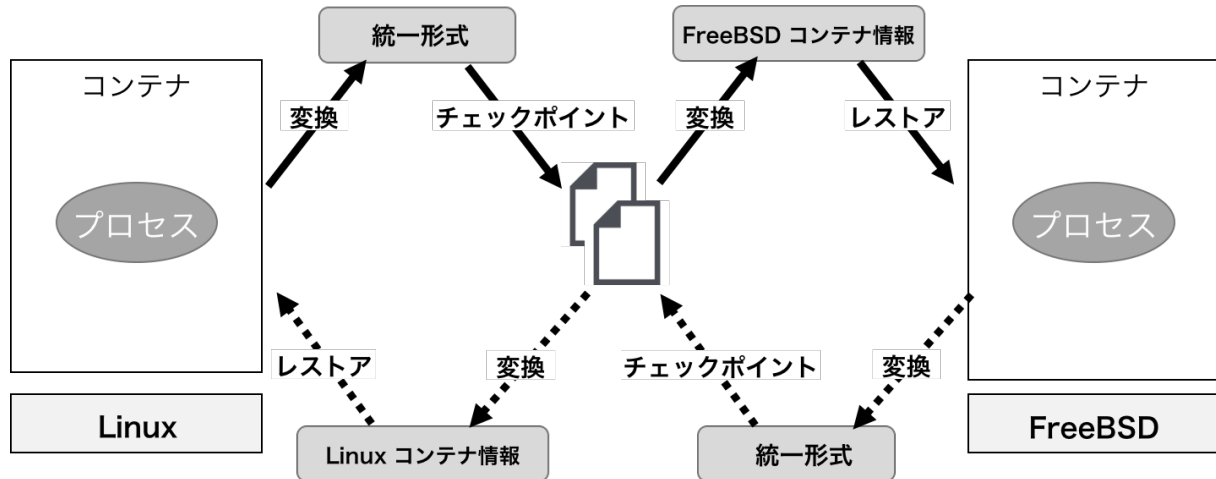 統一形式
FreeBSD コンテナ情報
コンテナ
コンテナ
変換
チェックポイント
変換
レストア
プロセス
プロセス
レストア
変換
チェックポイント
変換
Linux
FreeBSD
Linux コンテナ情報
統一形式